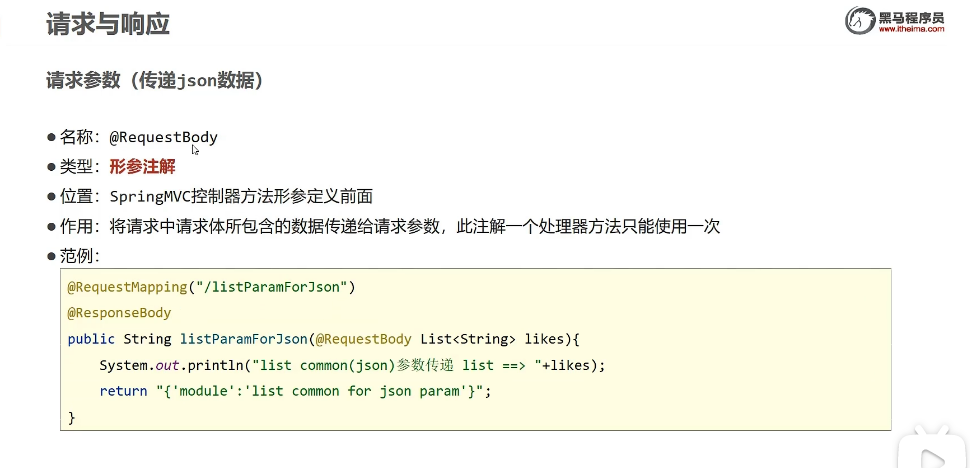 请求与响应
黑马程序员
www.itheima.com
请求参数（传递json数据）
● 名称：@RequestBody
● 类型：形参注解
● 位置：SpringMVC控制器方法形参定义前面
● 作用：将请求中请求体所包含的数据传递给请求参数，此注解一个处理器方法只能使用一次
● 范例：
@RequestMapping("/listParamForJson")
@ResponseBody
public String listParamForJson(@RequestBody List<String> likes){
    System.out.println("list common(json)参数传递 list ==> "+likes);
    return "{'module':'list common for json param'}";
}